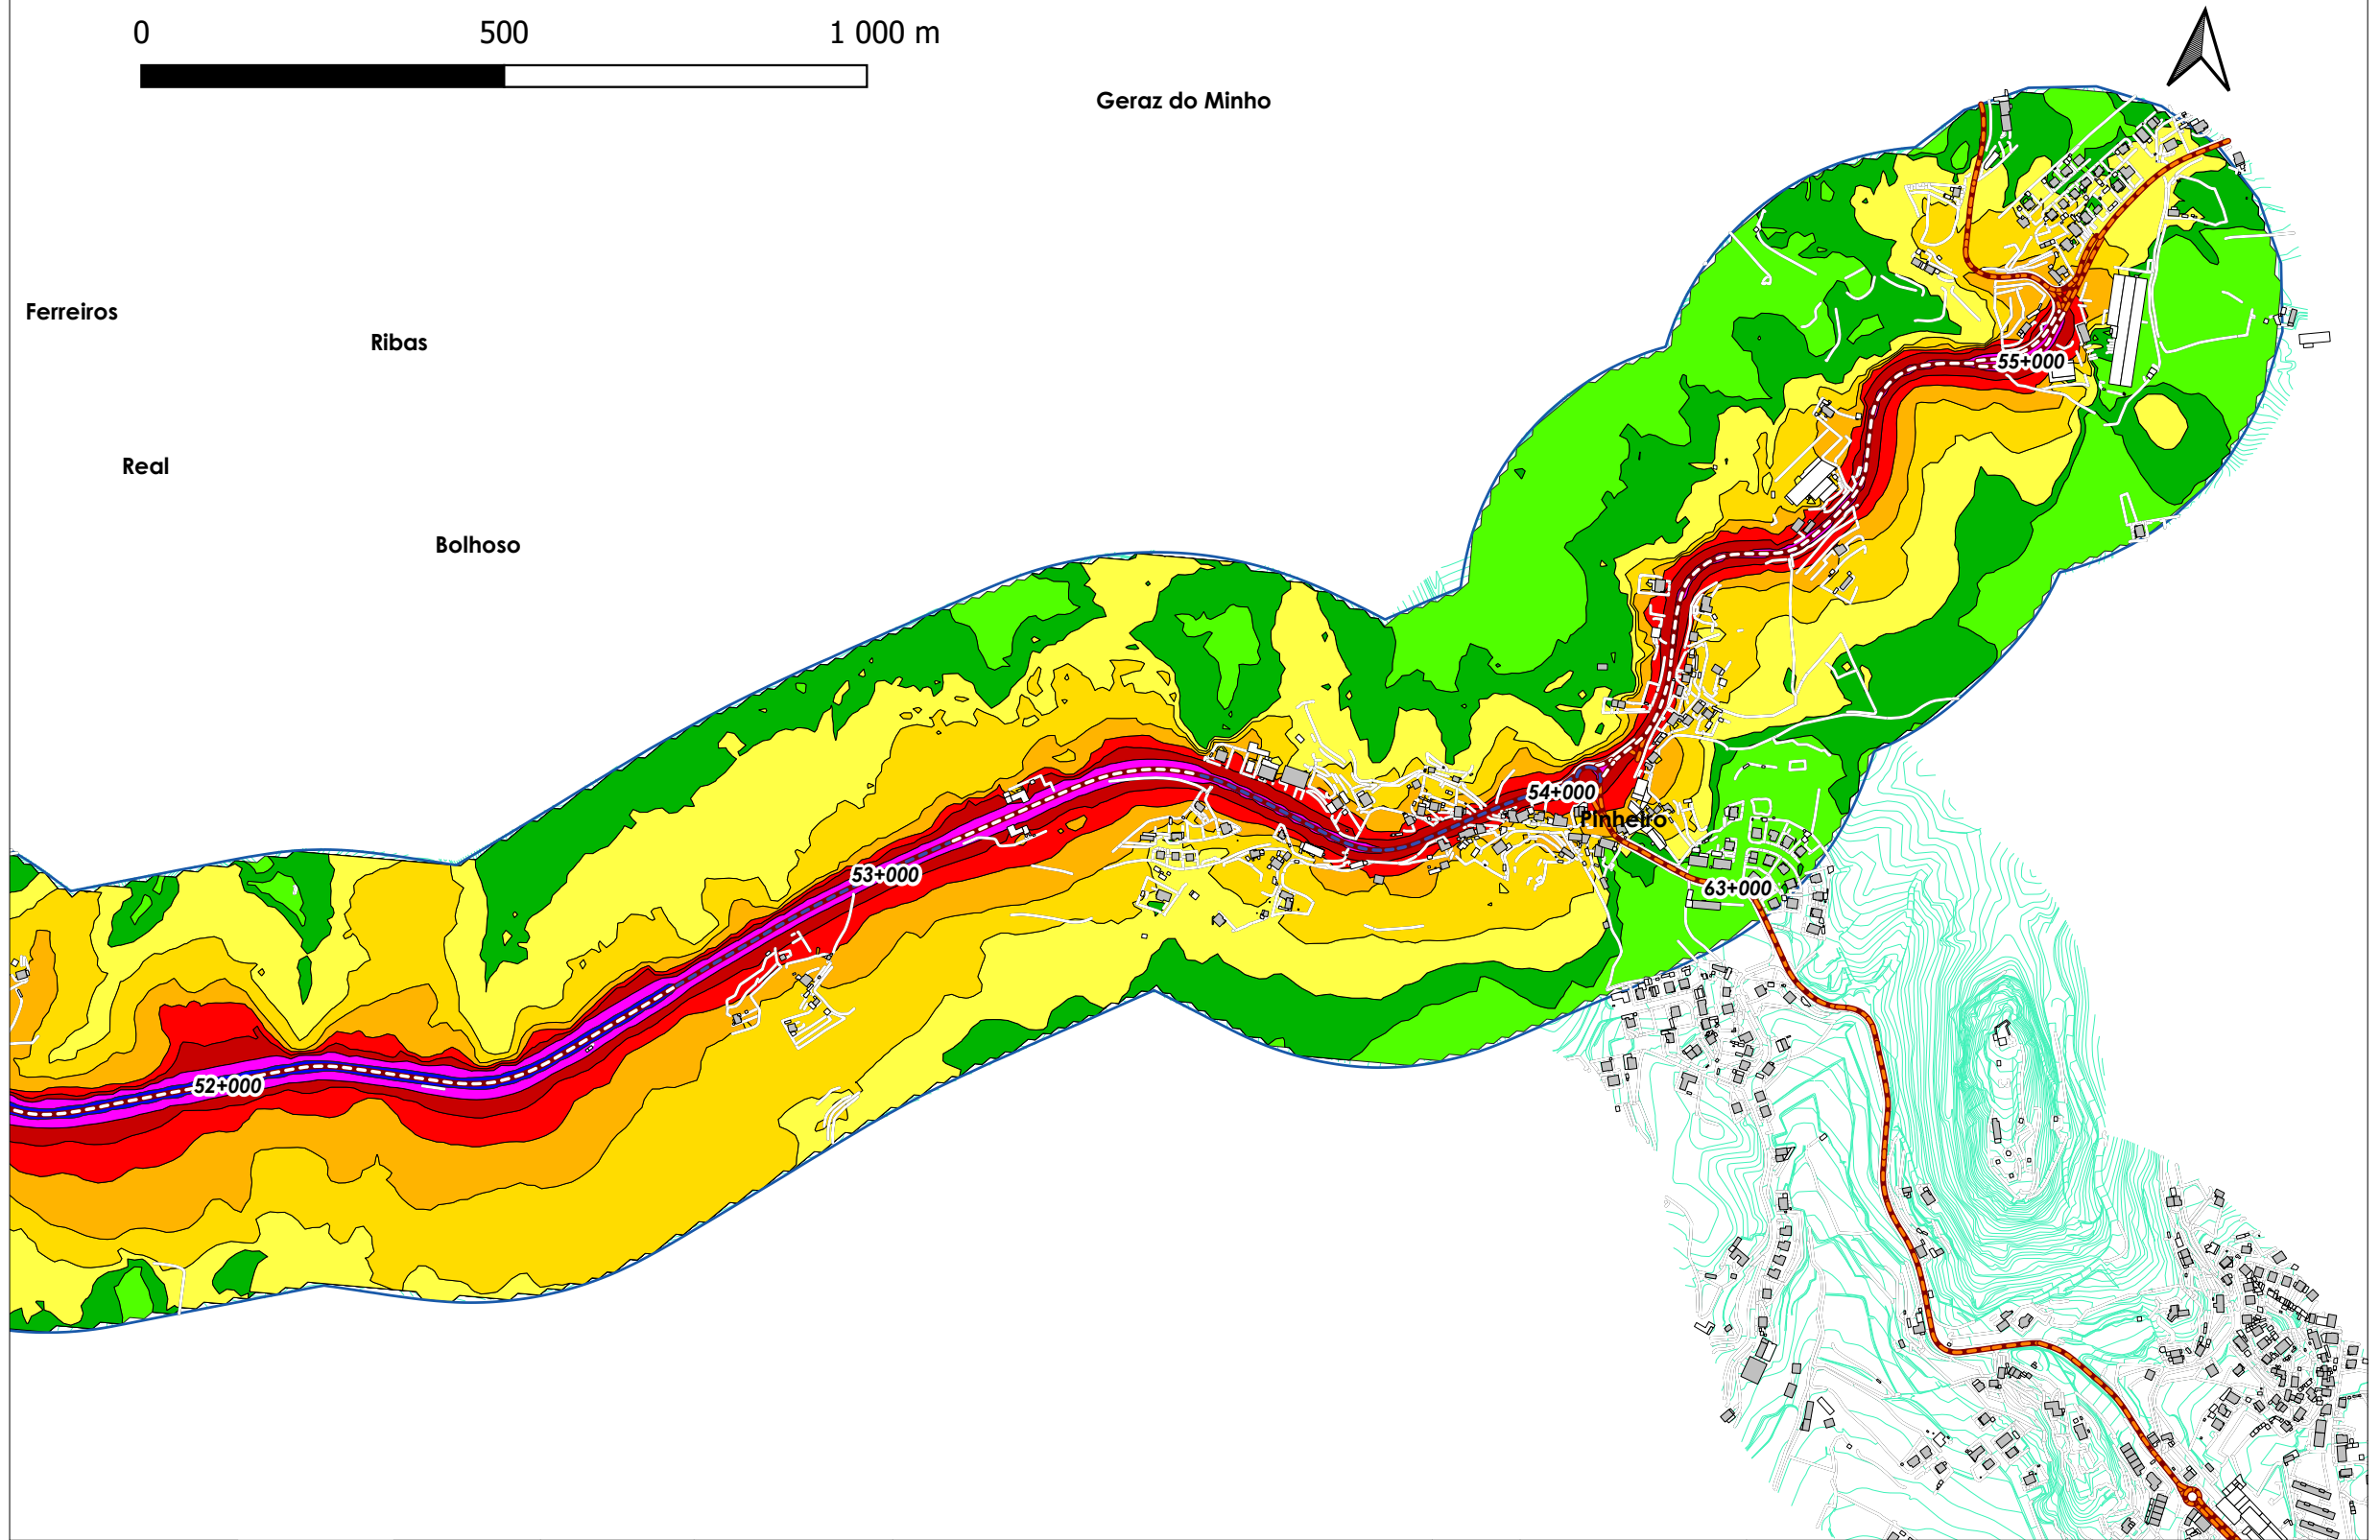 0 500 1 000 m
Geraz do Minho
Ferreiros
Ribas
55+000
Real
Bolhoso
54+000
Pinheiro
53+000
63+000
52+000